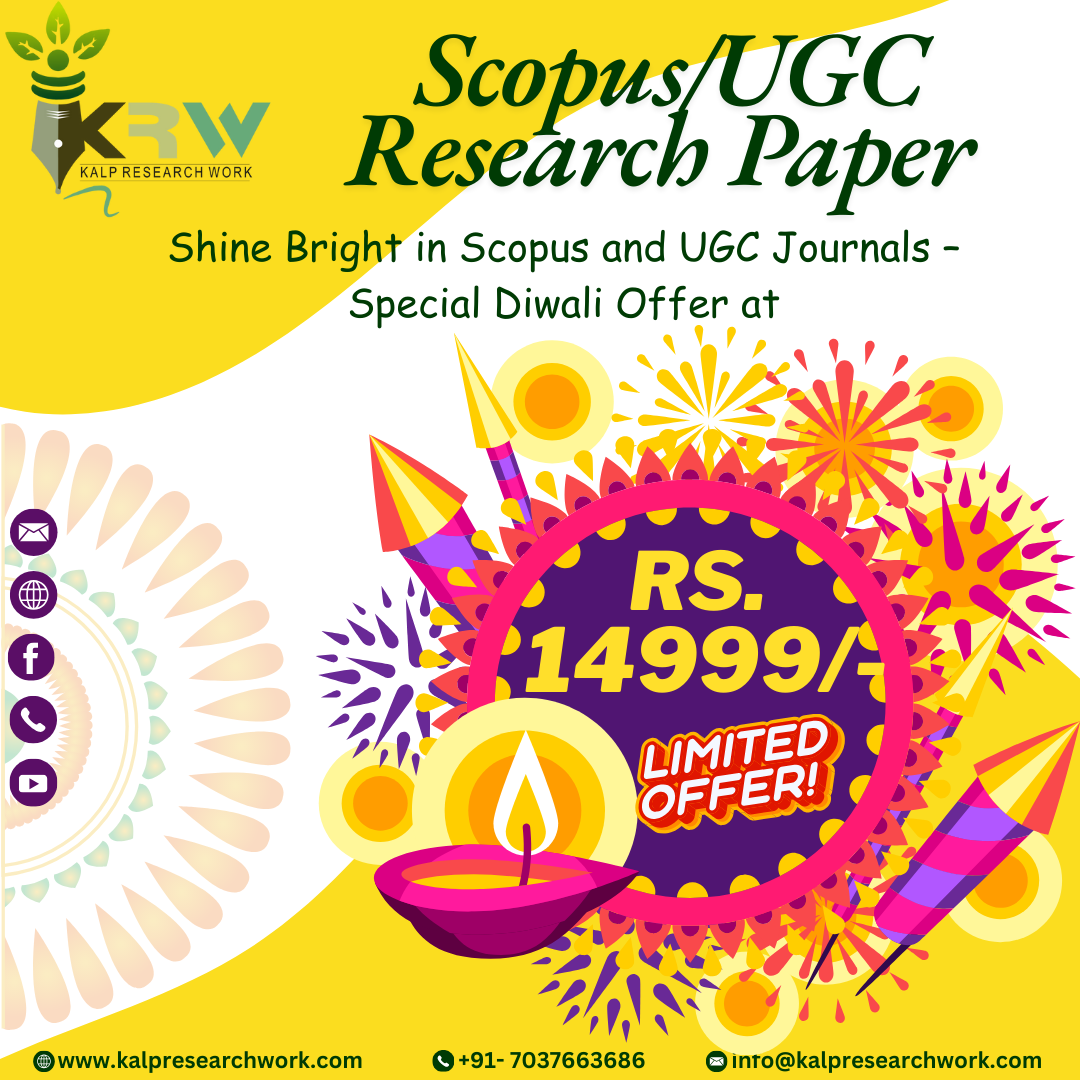 KRW
KALP RESEARCH WORK
Scopus/UGC
Research Paper
Shine Bright in Scopus and UGC Journals –
Special Diwali Offer at
RS.
14999/-
LIMITED
OFFER!
www.kalpresearchwork.com
+91- 7037663686
info@kalpresearchwork.com